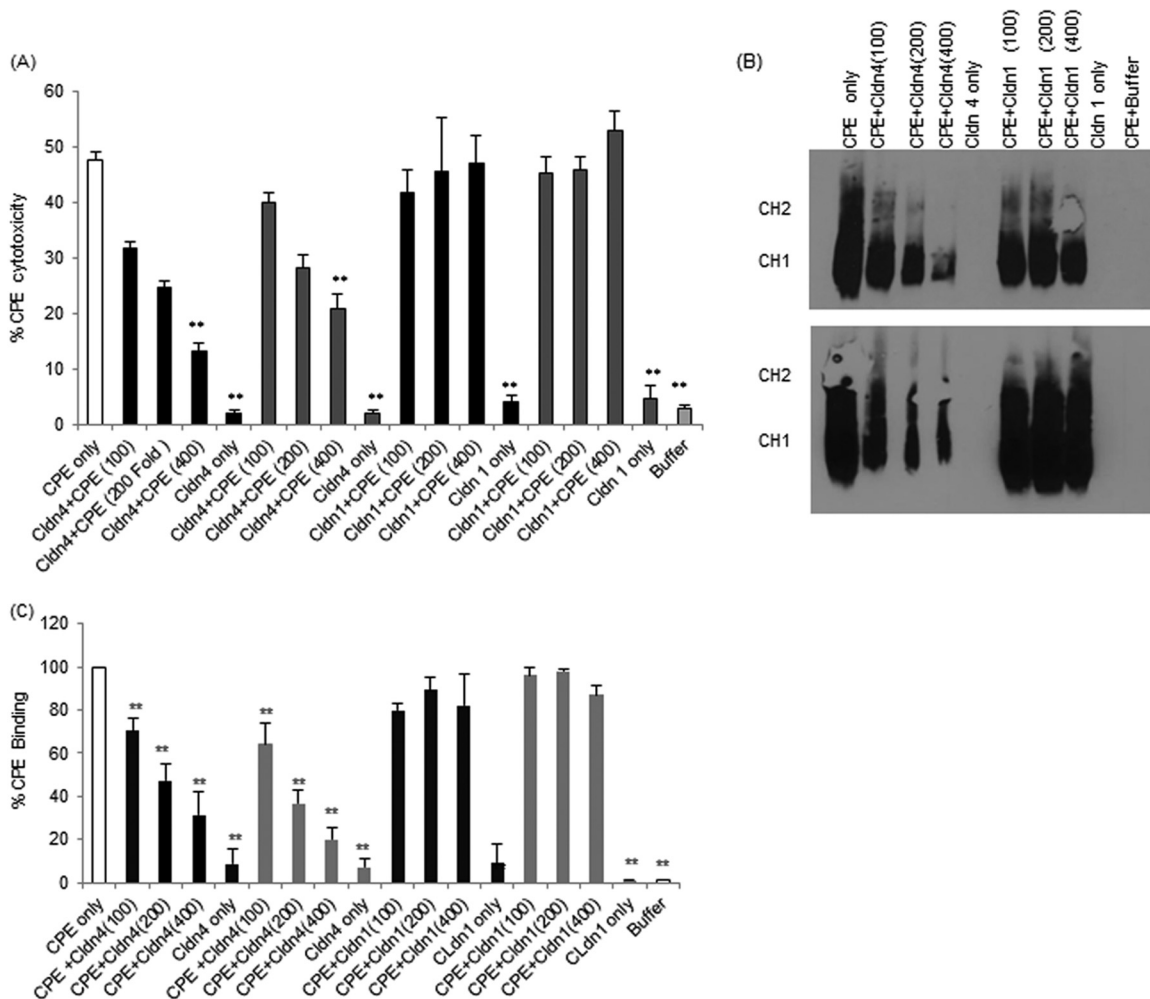 (A)
% CPE cytotoxicity
60
50
40
30
20
10
0
**
**
**
**
**
**
**
CPE only
Cldn4+CPE (100)
Cldn4+CPE (200 Fold )
Cldn4+CPE (400)
Cldn4 only
Cldn4+CPE (100)
Cldn4+CPE (200)
Cldn4+CPE (400)
Cldn4 only
Cldn1+CPE (100)
Cldn1+CPE (200)
Cldn1+CPE (400)
Cldn 1 only
Cldn1+CPE (100)
Cldn1+CPE (200)
Cldn1+CPE (400)
Cldn 1 only
Buffer
(B)
CPE only
CPE+Cldn4(100)
CPE+Cldn4(200)
CPE+Cldn4(400)
Cldn 4 only
CPE+Cldn1 (100)
CPE+Cldn1 (200)
CPE+Cldn1 (400)
Cldn 1 only
CPE+Buffer
CH2
CH1
CH2
CH1
(C)
% CPE Binding
120
100
80
60
40
20
0
**
**
**
**
**
**
**
**
**
**
CPE only
CPE +Cldn4(100)
CPE+Cldn4(200)
CPE+Cldn4(400)
Cldn4 only
CPE +Cldn4(100)
CPE+Cldn4(200)
CPE+Cldn4(400)
Cldn4 only
CPE+Cldn1(100)
CPE+Cldn1(200)
CPE+Cldn1(400)
CLdn1 only
CPE+Cldn1(100)
CPE+Cldn1(200)
CPE+Cldn1(400)
CLdn1 only
Buffer